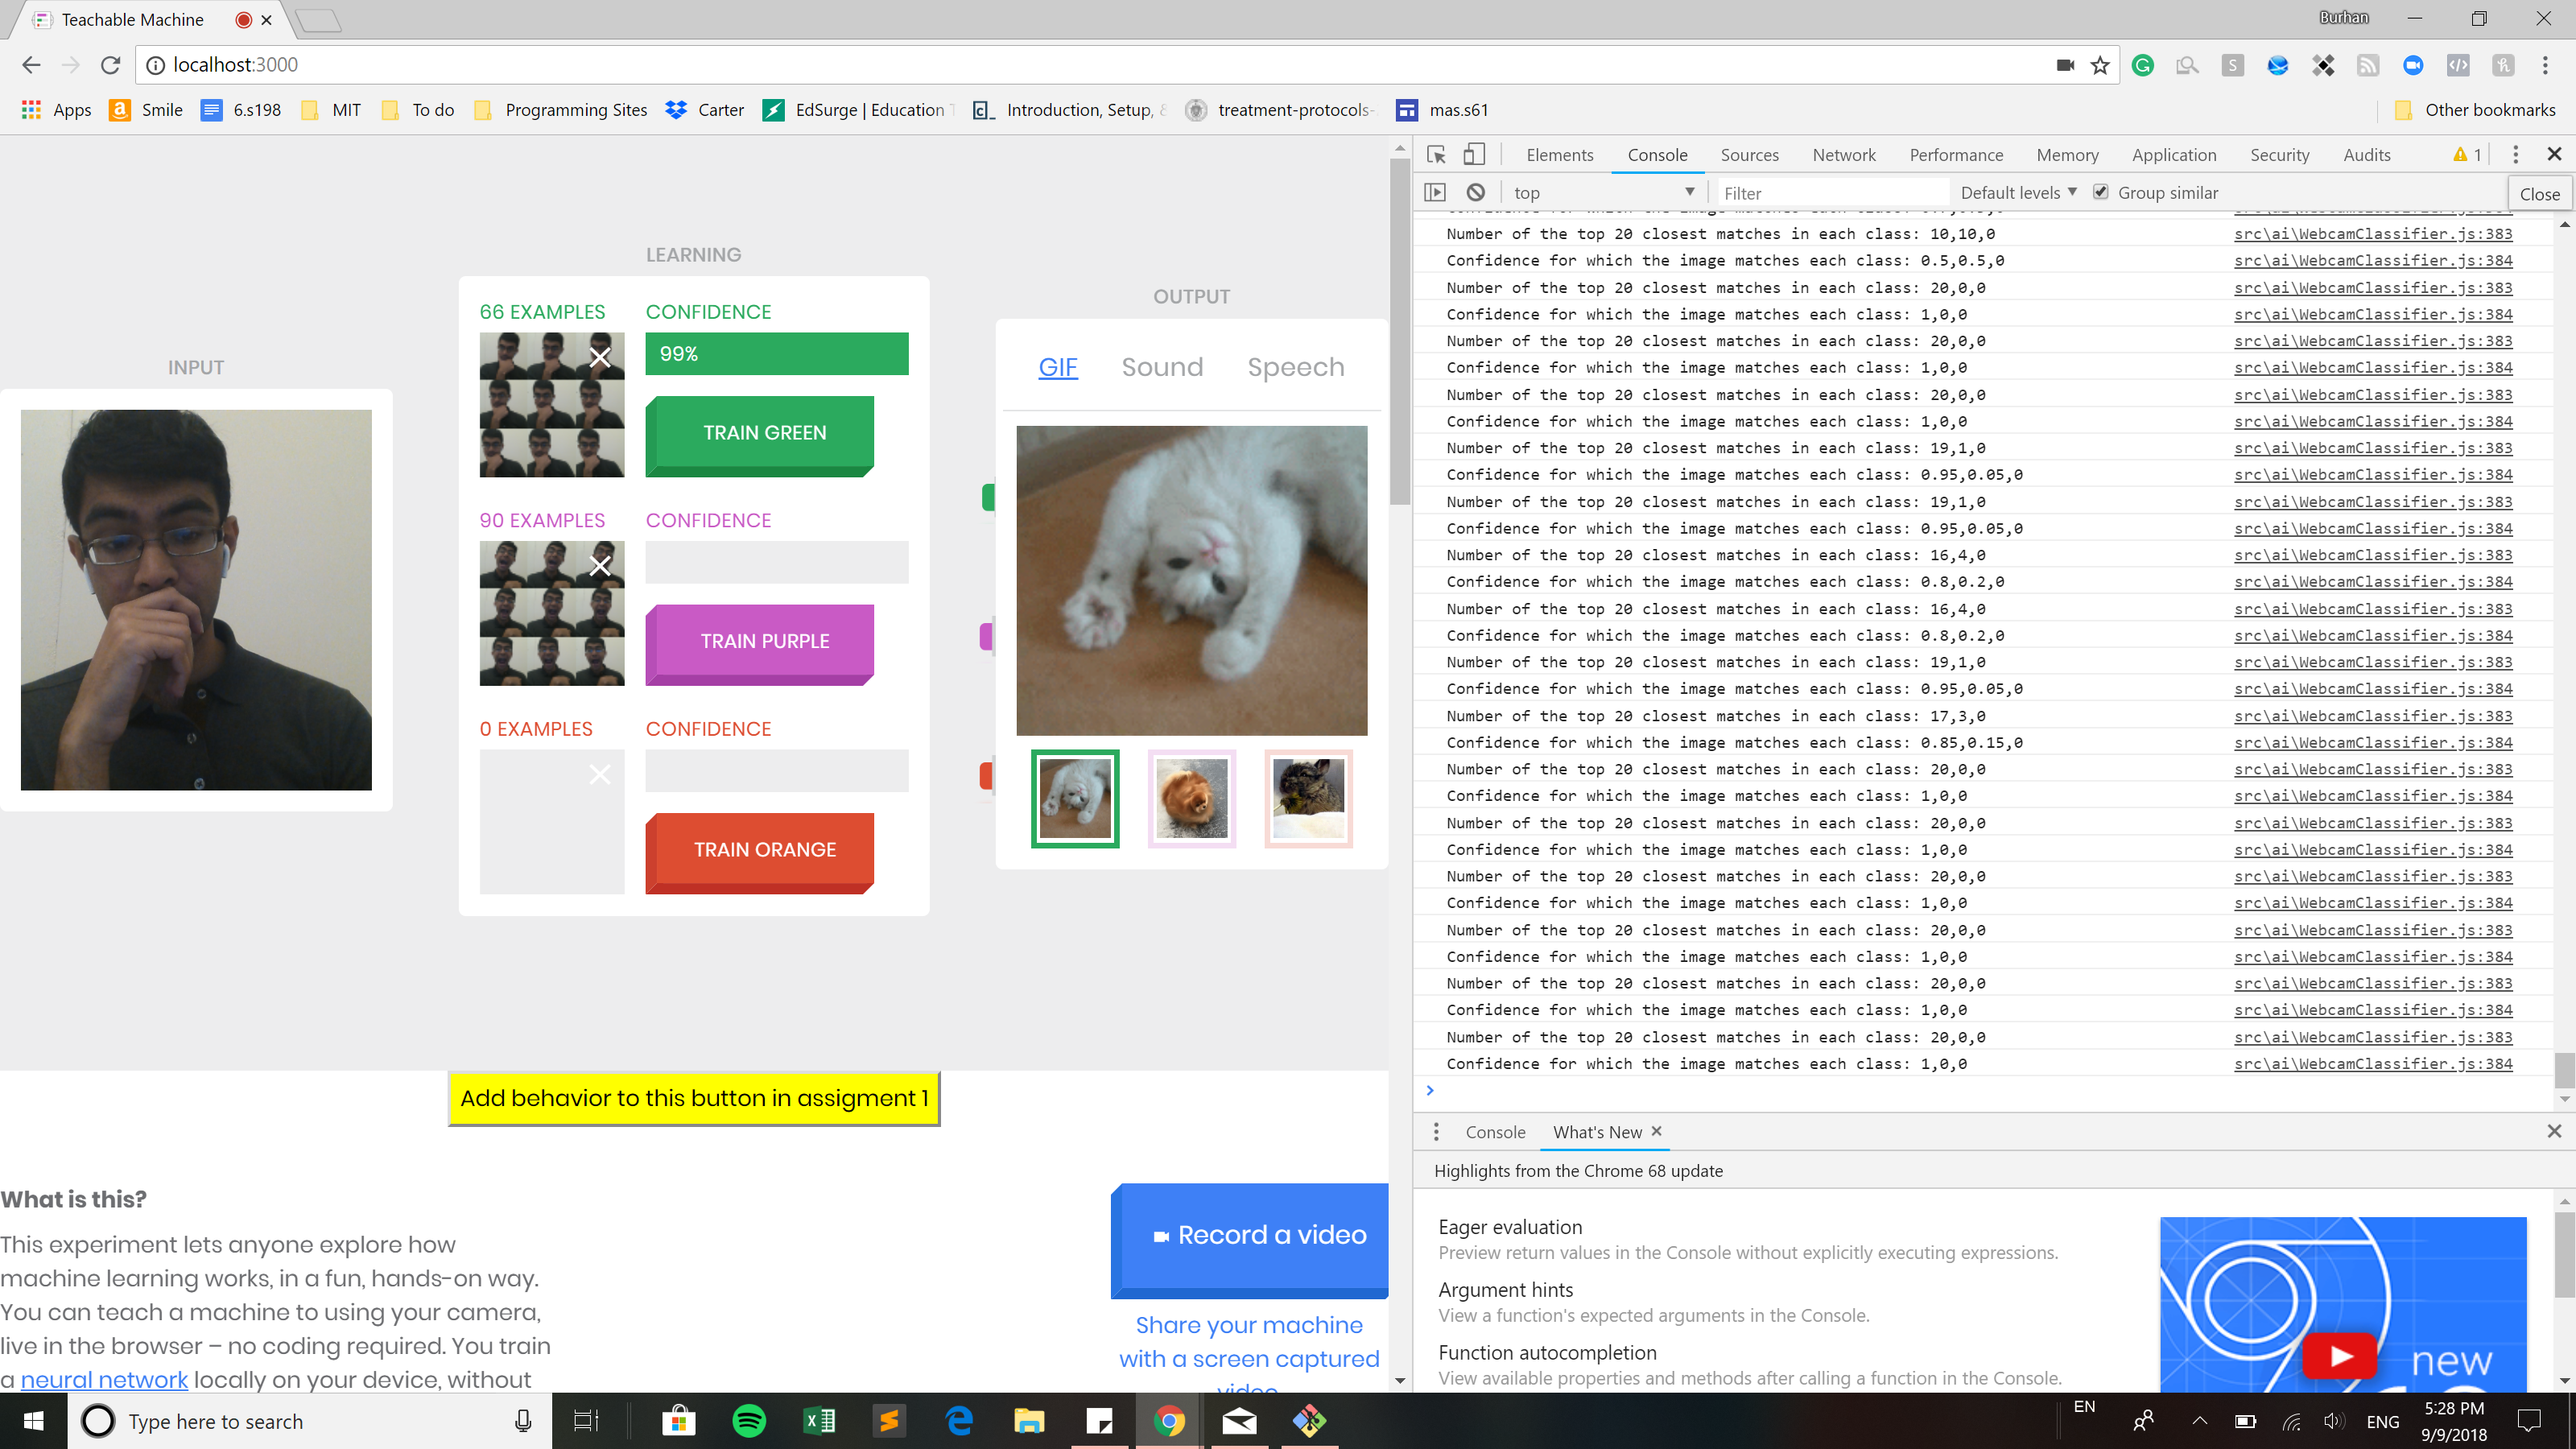 Teachable Machine
Burhan
localhost:3000
Apps
Smile
6.s198
MIT
To do
Programming Sites
Carter
EdSurge | Education
Introduction, Setup,
treatment-protocols-
mas.s61
Other bookmarks
INPUT
LEARNING
66 EXAMPLES
CONFIDENCE
99%
TRAIN GREEN
90 EXAMPLES
CONFIDENCE
TRAIN PURPLE
0 EXAMPLES
CONFIDENCE
TRAIN ORANGE
OUTPUT
GIF Sound Speech
Add behavior to this button in assigment 1
What is this?
This experiment lets anyone explore how
machine learning works, in a fun, hands-on way.
You can teach a machine to using your camera,
live in the browser – no coding required. You train
a neural network locally on your device, without
Record a video
Share your machine
with a screen captured
video
Elements Console Sources Network Performance Memory Application Security Audits 1
top Filter Default levels Group similar
Close
Number of the top 20 closest matches in each class: 10,10,0 src\ai\WebcamClassifier.js:383
Confidence for which the image matches each class: 0.5,0.5,0 src\ai\WebcamClassifier.js:384
Number of the top 20 closest matches in each class: 20,0,0 src\ai\WebcamClassifier.js:383
Confidence for which the image matches each class: 1,0,0 src\ai\WebcamClassifier.js:384
Number of the top 20 closest matches in each class: 20,0,0 src\ai\WebcamClassifier.js:383
Confidence for which the image matches each class: 1,0,0 src\ai\WebcamClassifier.js:384
Number of the top 20 closest matches in each class: 20,0,0 src\ai\WebcamClassifier.js:383
Confidence for which the image matches each class: 1,0,0 src\ai\WebcamClassifier.js:384
Number of the top 20 closest matches in each class: 19,1,0 src\ai\WebcamClassifier.js:383
Confidence for which the image matches each class: 0.95,0.05,0 src\ai\WebcamClassifier.js:384
Number of the top 20 closest matches in each class: 19,1,0 src\ai\WebcamClassifier.js:383
Confidence for which the image matches each class: 0.95,0.05,0 src\ai\WebcamClassifier.js:384
Number of the top 20 closest matches in each class: 16,4,0 src\ai\WebcamClassifier.js:383
Confidence for which the image matches each class: 0.8,0.2,0 src\ai\WebcamClassifier.js:384
Number of the top 20 closest matches in each class: 16,4,0 src\ai\WebcamClassifier.js:383
Confidence for which the image matches each class: 0.8,0.2,0 src\ai\WebcamClassifier.js:384
Number of the top 20 closest matches in each class: 19,1,0 src\ai\WebcamClassifier.js:383
Confidence for which the image matches each class: 0.95,0.05,0 src\ai\WebcamClassifier.js:384
Number of the top 20 closest matches in each class: 17,3,0 src\ai\WebcamClassifier.js:383
Confidence for which the image matches each class: 0.85,0.15,0 src\ai\WebcamClassifier.js:384
Number of the top 20 closest matches in each class: 20,0,0 src\ai\WebcamClassifier.js:383
Confidence for which the image matches each class: 1,0,0 src\ai\WebcamClassifier.js:384
Number of the top 20 closest matches in each class: 20,0,0 src\ai\WebcamClassifier.js:383
Confidence for which the image matches each class: 1,0,0 src\ai\WebcamClassifier.js:384
Number of the top 20 closest matches in each class: 20,0,0 src\ai\WebcamClassifier.js:383
Confidence for which the image matches each class: 1,0,0 src\ai\WebcamClassifier.js:384
Number of the top 20 closest matches in each class: 20,0,0 src\ai\WebcamClassifier.js:383
Confidence for which the image matches each class: 1,0,0 src\ai\WebcamClassifier.js:384
Number of the top 20 closest matches in each class: 20,0,0 src\ai\WebcamClassifier.js:383
Confidence for which the image matches each class: 1,0,0 src\ai\WebcamClassifier.js:384
Number of the top 20 closest matches in each class: 20,0,0 src\ai\WebcamClassifier.js:383
Confidence for which the image matches each class: 1,0,0 src\ai\WebcamClassifier.js:384
Console What's New
Highlights from the Chrome 68 update
Eager evaluation
Preview return values in the Console without explicitly executing expressions.
Argument hints
View a function's expected arguments in the Console.
Function autocompletion
View available properties and methods after calling a function in the Console.
new
Type here to search
EN
ENG
5:28 PM
9/9/2018